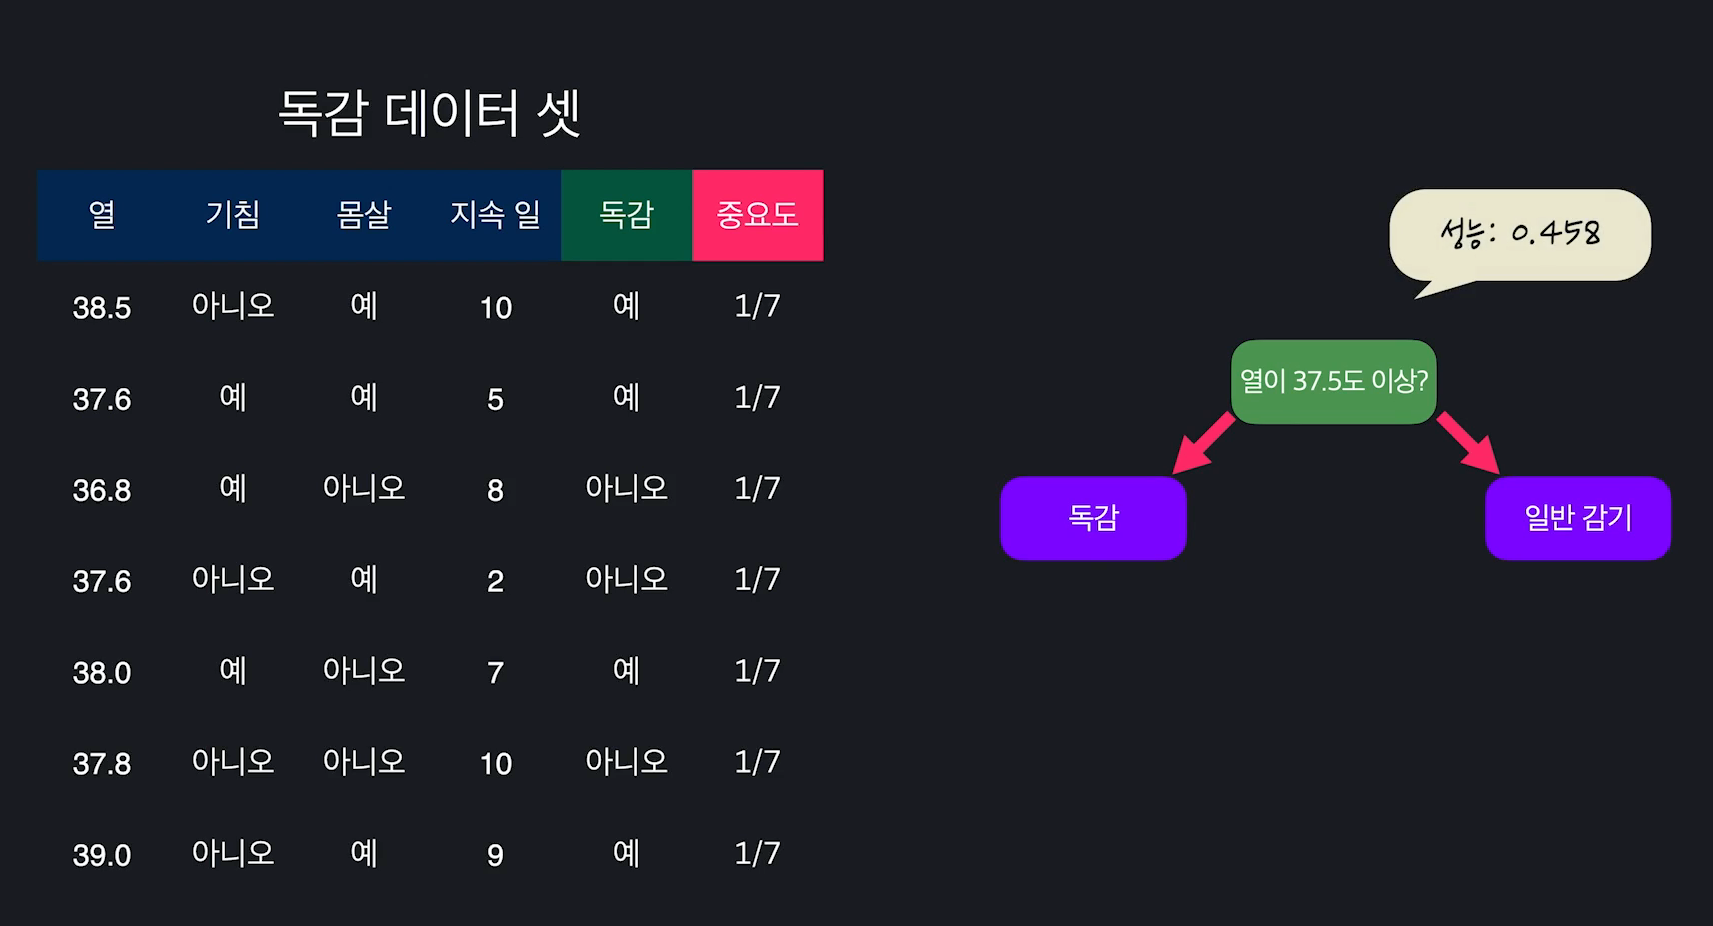 독감 데이터 셋
열 기침 몸살 지속 일 독감 중요도
38.5 아니오 예 10 예 1/7
37.6 예 예 5 예 1/7
36.8 예 아니오 8 아니오 1/7
37.6 아니오 예 2 아니오 1/7
38.0 예 아니오 7 예 1/7
37.8 아니오 아니오 10 아니오 1/7
39.0 아니오 예 9 예 1/7
성능: 0.458
열이 37.5도 이상?
독감 일반 감기